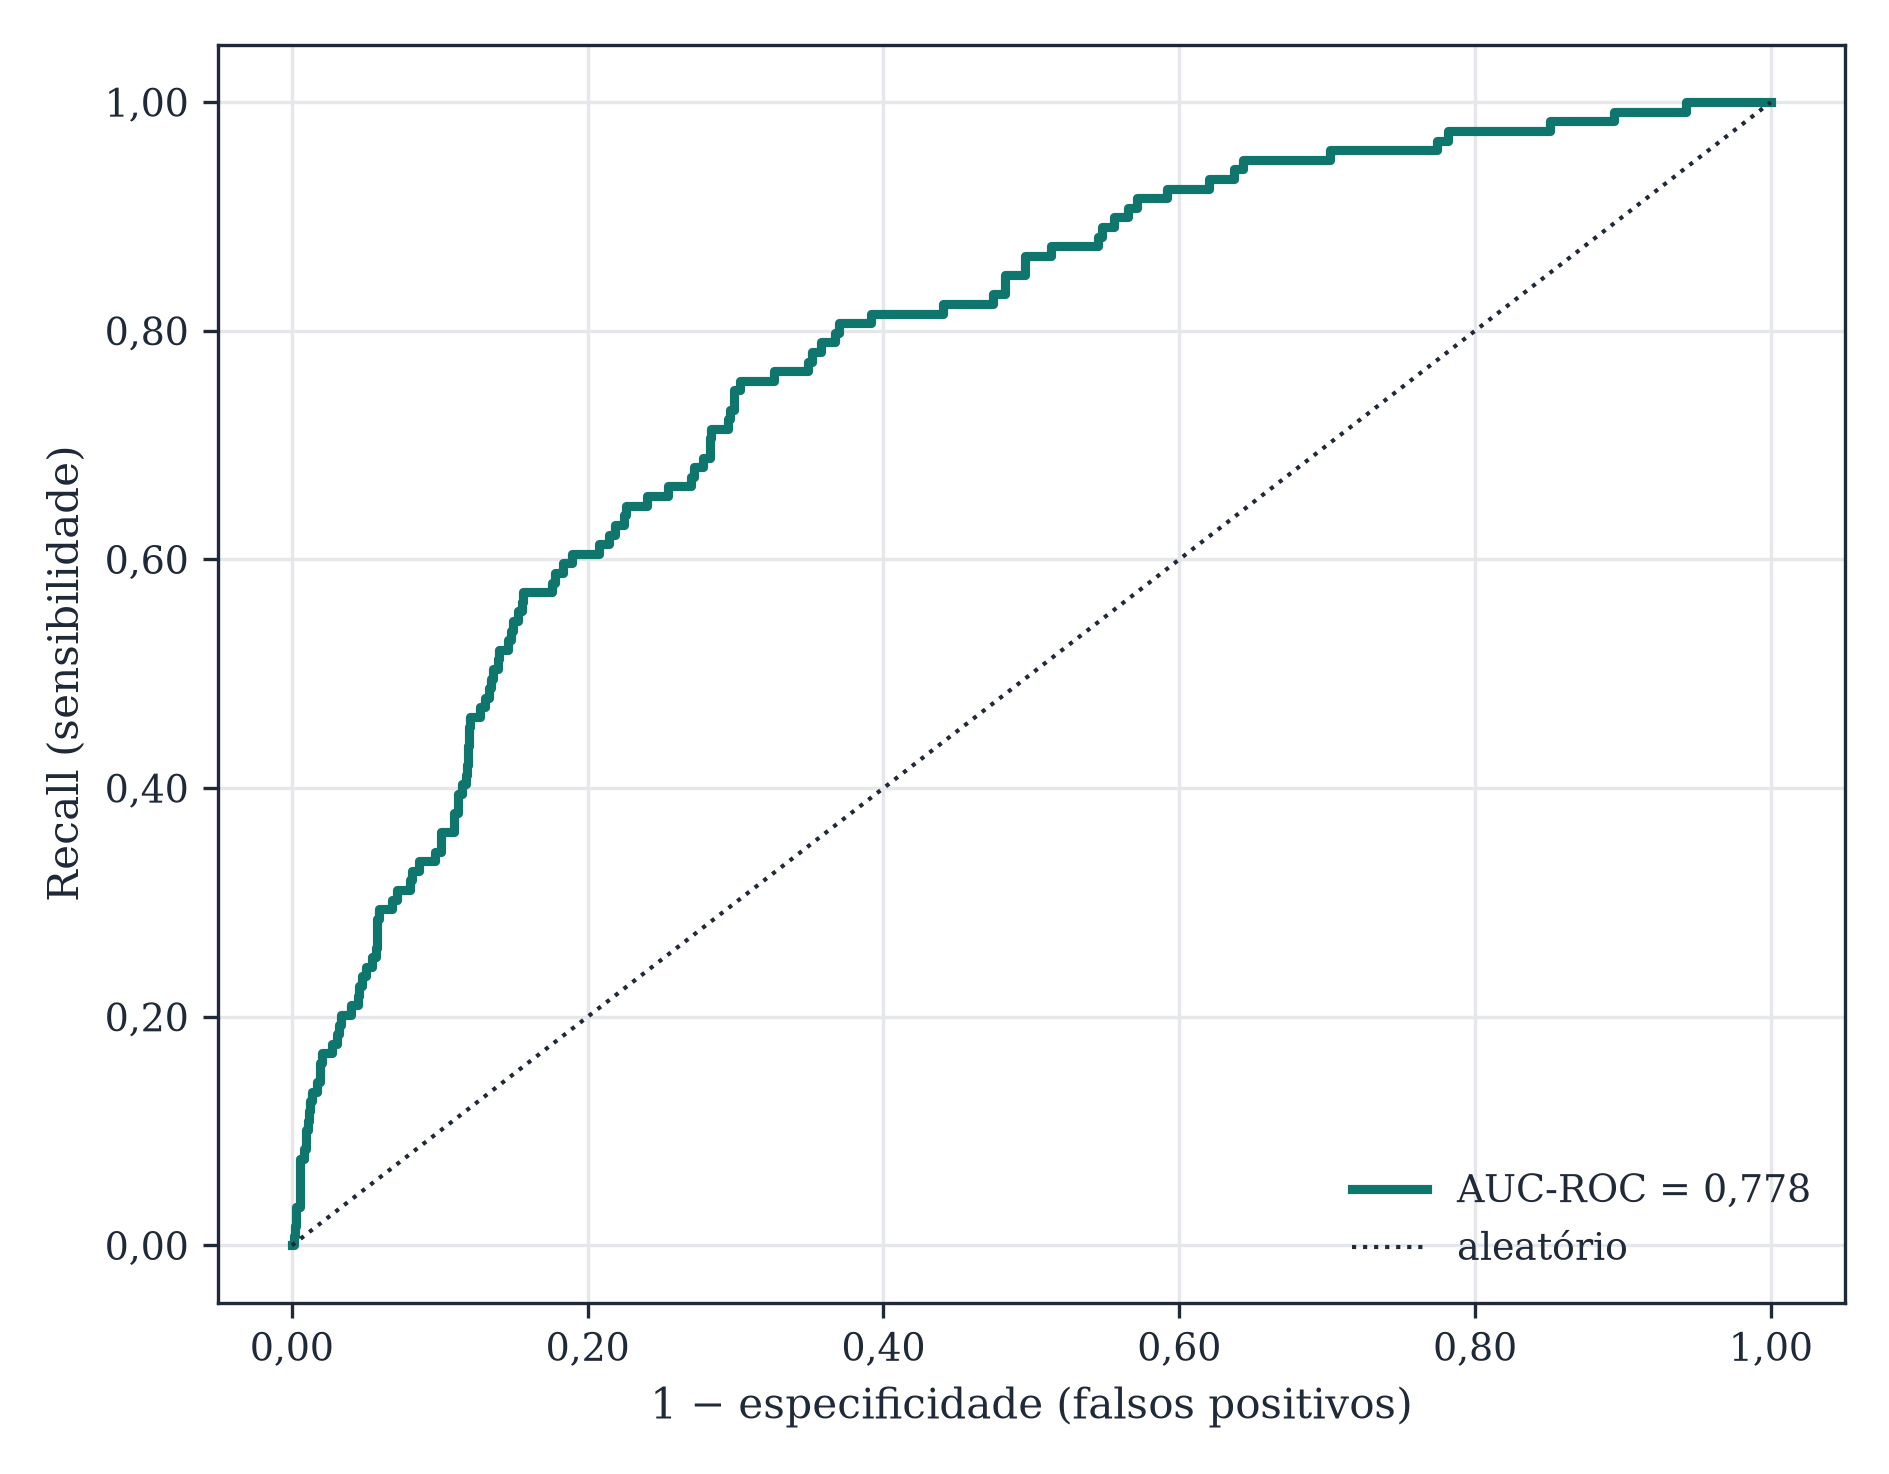 1,00
0,80
0,60
0,40
0,20
0,00
Recall (sensibilidade)
AUC-ROC = 0,778
aleatório
0,00 0,20 0,40 0,60 0,80 1,00
1 − especificidade (falsos positivos)